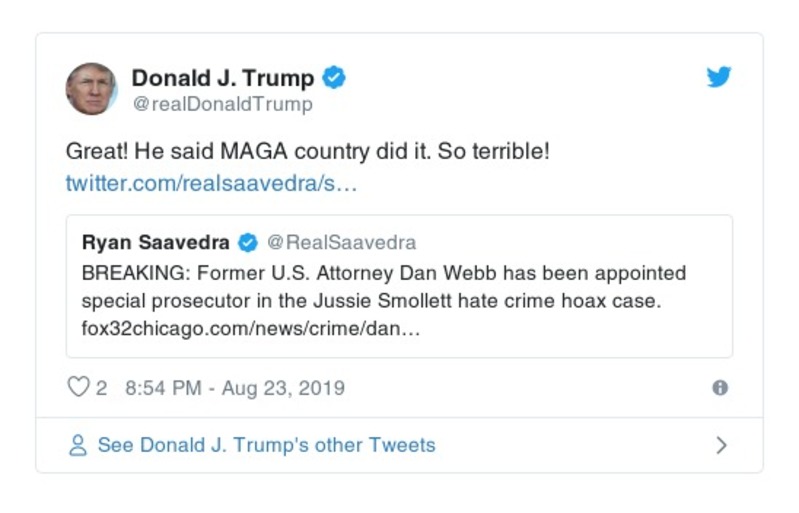 Donald J. Trump
@realDonaldTrump
Great! He said MAGA country did it. So terrible!
twitter.com/realsaavedra/s…
Ryan Saavedra @RealSaavedra
BREAKING: Former U.S. Attorney Dan Webb has been appointed
special prosecutor in the Jussie Smollett hate crime hoax case.
fox32chicago.com/news/crime/dan…
2 8:54 PM - Aug 23, 2019
See Donald J. Trump's other Tweets